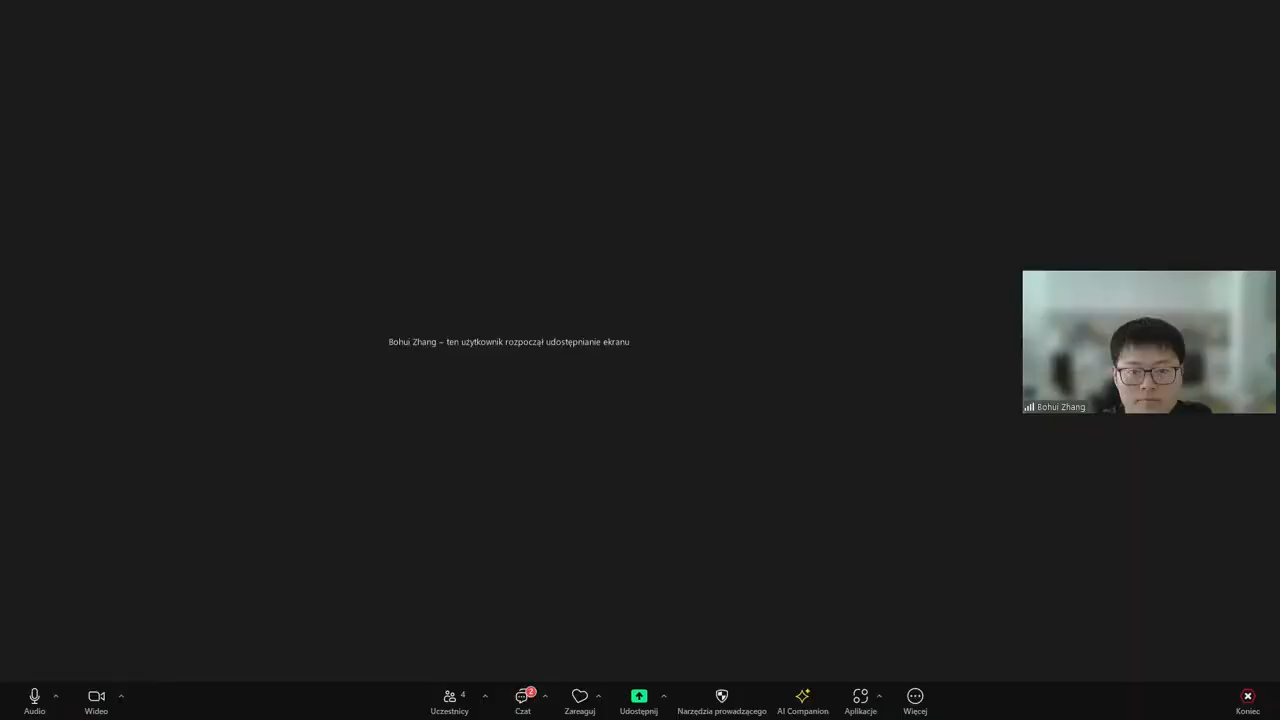 Bohui Zhang – ten użytkownik rozpoczął udostępnianie ekranu
Bohui Zhang
4
2
Audio
Wideo
Uczestnicy
Czat
Zareaguj
Udostępnij
Narzędzia prowadzącego
AI Companion
Aplikacje
Więcej
Koniec